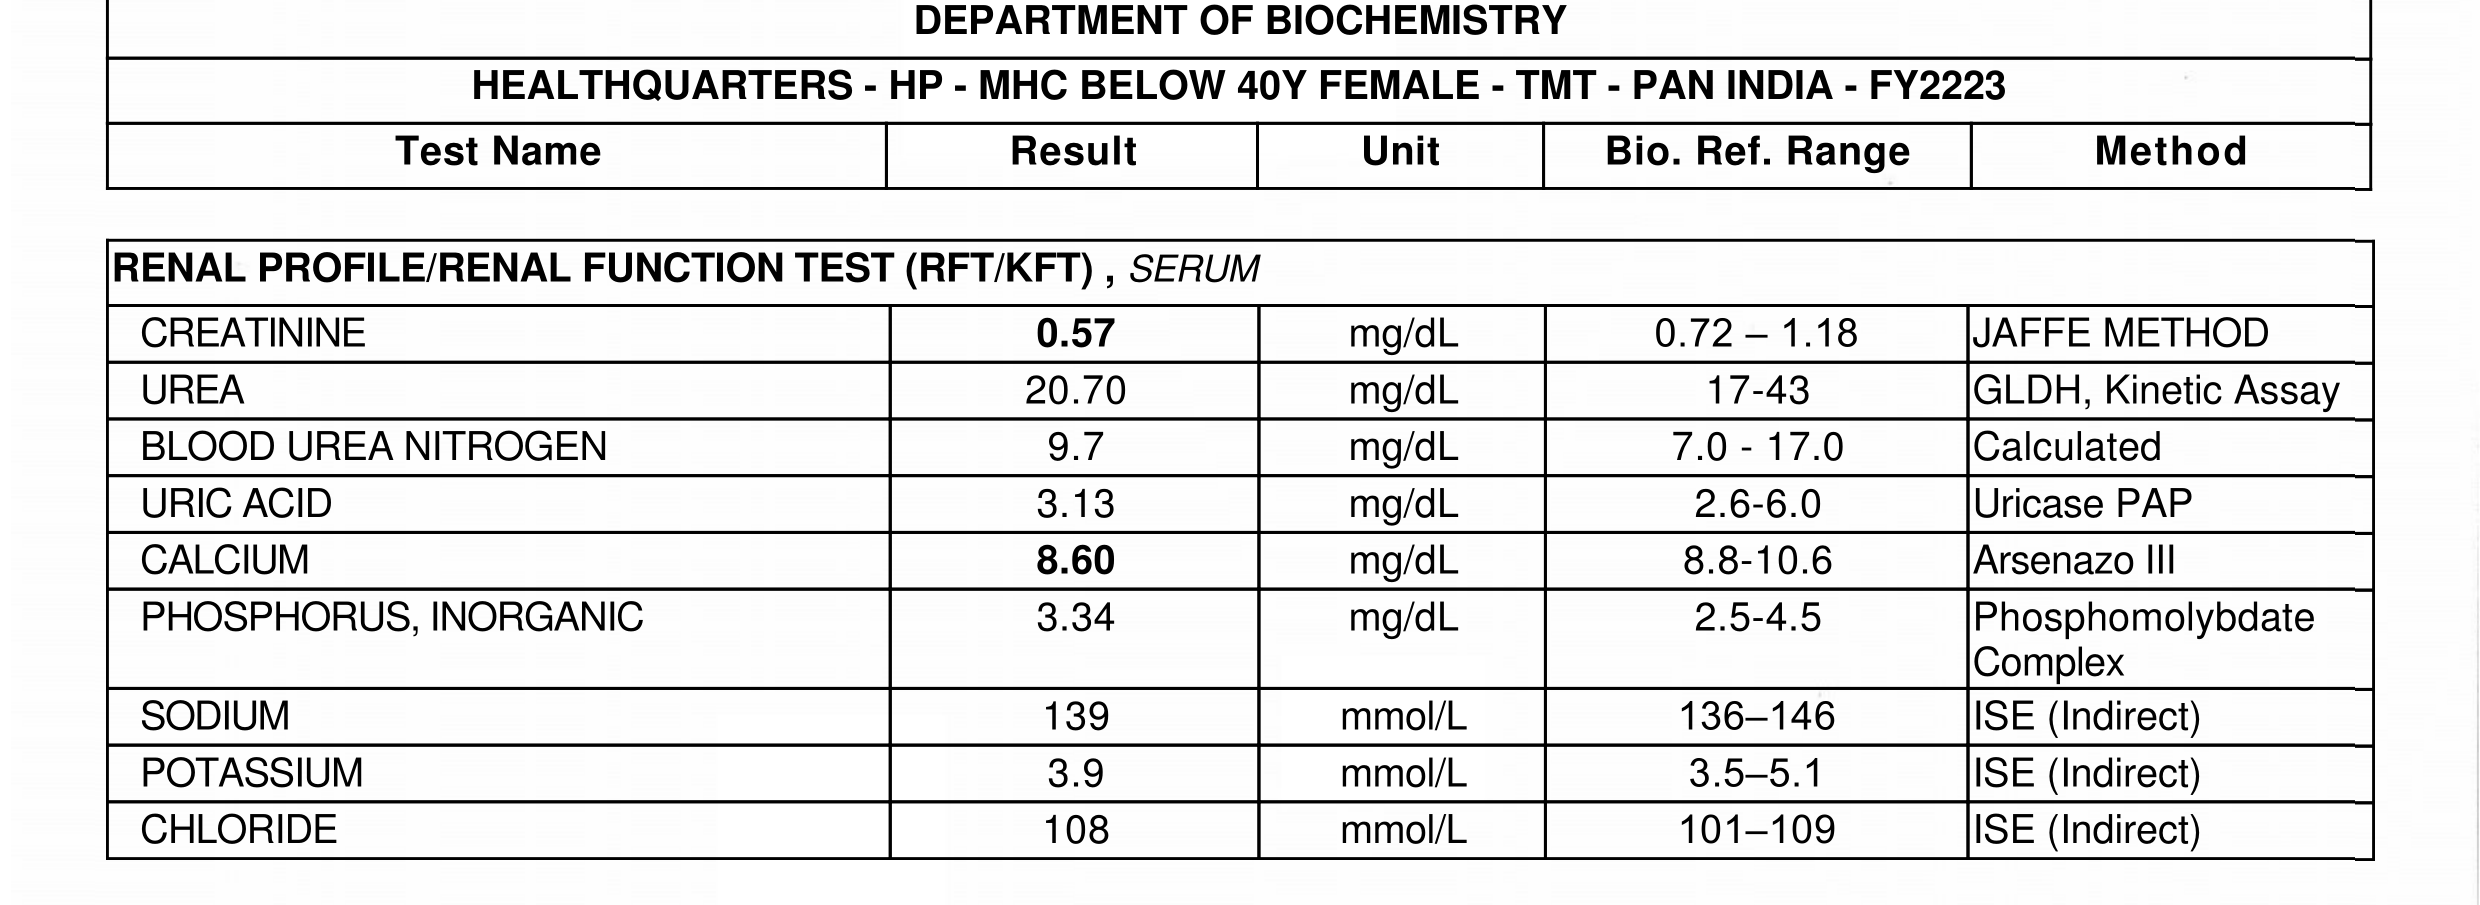 DEPARTMENT OF BIOCHEMISTRY
HEALTHQUARTERS - HP - MHC BELOW 40Y FEMALE - TMT - PAN INDIA - FY2223
Test Name Result Unit Bio. Ref. Range Method
RENAL PROFILE/RENAL FUNCTION TEST (RFT/KFT) , SERUM
CREATININE 0.57 mg/dL 0.72 – 1.18 JAFFE METHOD
UREA 20.70 mg/dL 17-43 GLDH, Kinetic Assay
BLOOD UREA NITROGEN 9.7 mg/dL 7.0 - 17.0 Calculated
URIC ACID 3.13 mg/dL 2.6-6.0 Uricase PAP
CALCIUM 8.60 mg/dL 8.8-10.6 Arsenazo III
PHOSPHORUS, INORGANIC 3.34 mg/dL 2.5-4.5 Phosphomolybdate
Complex
SODIUM 139 mmol/L 136–146 ISE (Indirect)
POTASSIUM 3.9 mmol/L 3.5–5.1 ISE (Indirect)
CHLORIDE 108 mmol/L 101–109 ISE (Indirect)